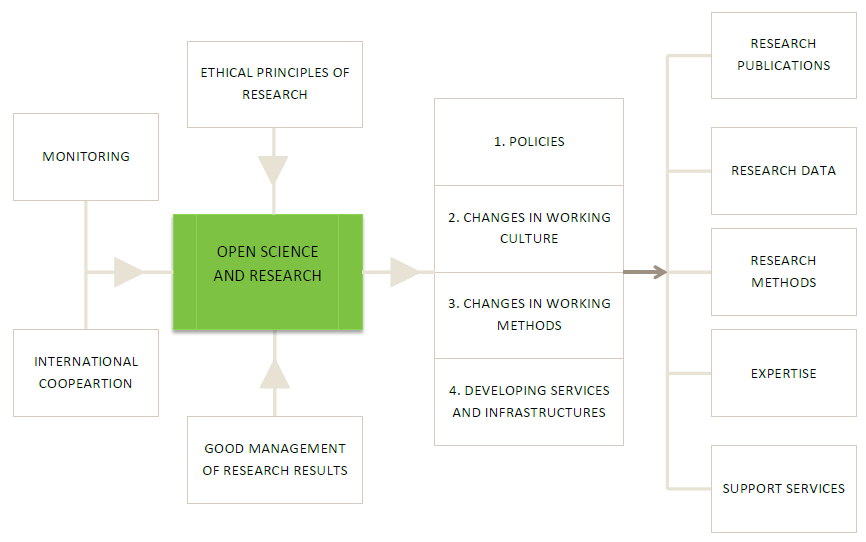 ETHICAL PRINCIPLES OF
RESEARCH
MONITORING
OPEN SCIENCE
AND RESEARCH
INTERNATIONAL
COOPEARTION
GOOD MANAGEMENT
OF RESEARCH RESULTS
1. POLICIES
2. CHANGES IN WORKING
CULTURE
3. CHANGES IN WORKING
METHODS
4. DEVELOPING SERVICES
AND INFRASTRUCTURES
RESEARCH
PUBLICATIONS
RESEARCH DATA
RESEARCH
METHODS
EXPERTISE
SUPPORT SERVICES